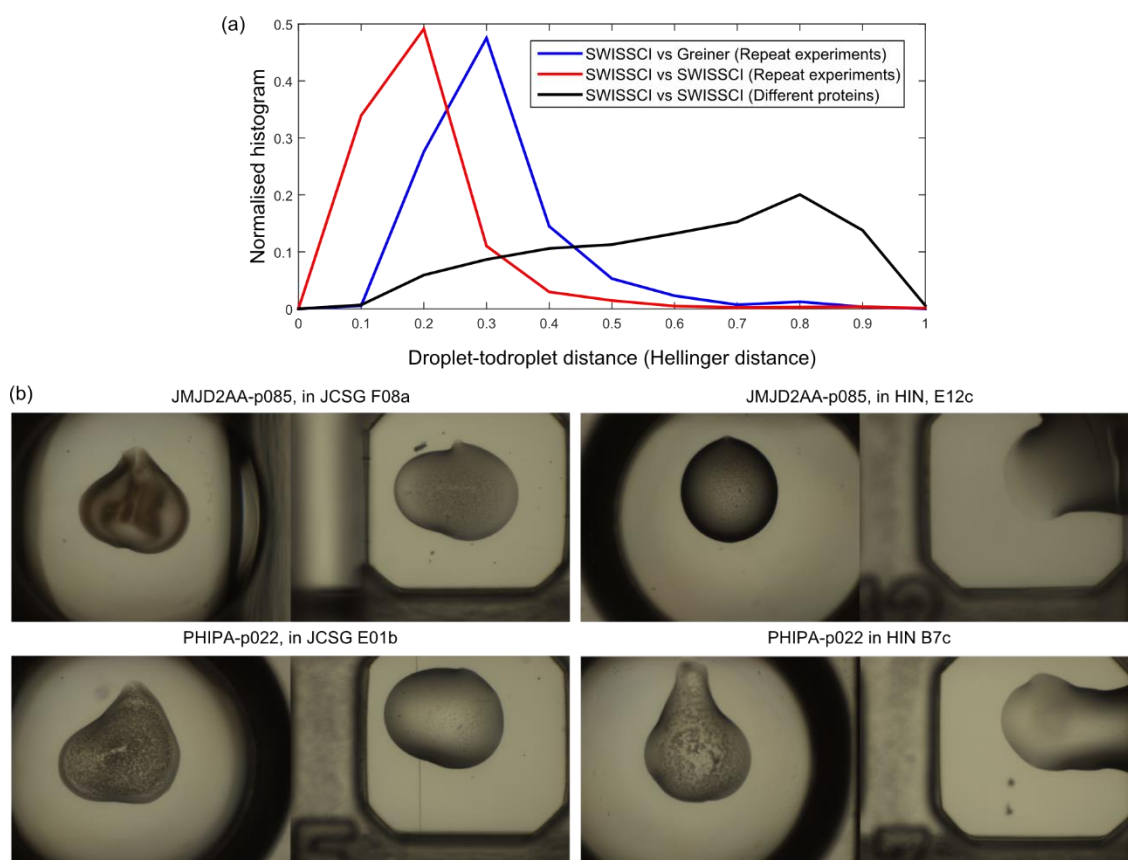 (a)
Normalised histogram
0.5
0.4
0.3
0.2
0.1
0
SWISSCI vs Greiner (Repeat experiments)
SWISSCI vs SWISSCI (Repeat experiments)
SWISSCI vs SWISSCI (Different proteins)
0 0.1 0.2 0.3 0.4 0.5 0.6 0.7 0.8 0.9 1
Droplet-todroplet distance (Hellinger distance)
(b)
JMJD2AA-p085, in JCSG F08a
JMJD2AA-p085, in HIN, E12c
PHIPA-p022, in JCSG E01b
PHIPA-p022 in HIN B7c